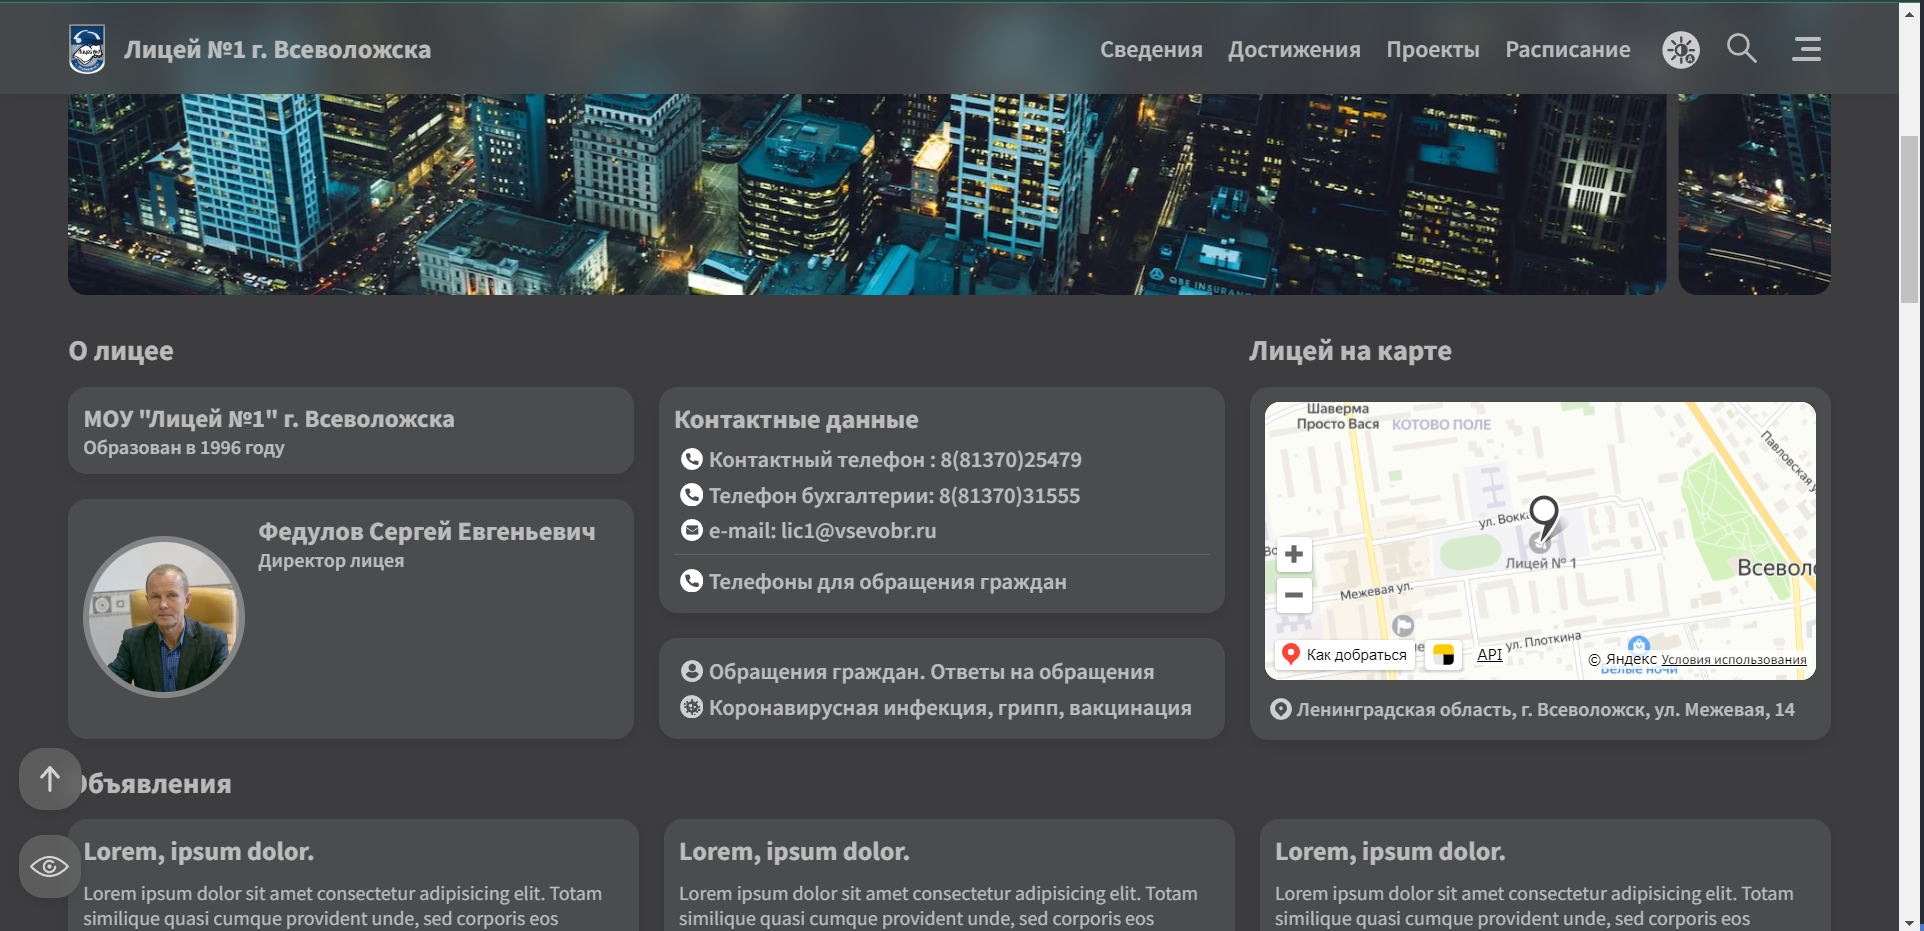 Лицей №1 г. Всеволожска
Сведения
Достижения
Проекты
Расписание
QBE INSURANC
О лицее
МОУ "Лицей №1" г. Всеволожска
Образован в 1996 году
Федулов Сергей Евгеньевич
Директор лицея
Контактные данные
Контактный телефон : 8(81370)25479
Телефон бухгалтерии: 8(81370)31555
e-mail: lic1@vsevobr.ru
Телефоны для обращения граждан
Обращения граждан. Ответы на обращения
Коронавирусная инфекция, грипп, вакцинация
Лицей на карте
Шаверма
Просто Вася
КОТОВО ПОЛЕ
Павловская у
ул. Вокка
Лицей № 1
Всеволо
Межевая ул.
ул. Плоткина
Белые ночи
Как добраться
API
© Яндекс Условия использования
Ленинградская область, г. Всеволожск, ул. Межевая, 14
Объявления
Lorem, ipsum dolor.
Lorem ipsum dolor sit amet consectetur adipisicing elit. Totam
similique quasi cumque provident unde, sed corporis eos
Lorem, ipsum dolor.
Lorem ipsum dolor sit amet consectetur adipisicing elit. Totam
similique quasi cumque provident unde, sed corporis eos
Lorem, ipsum dolor.
Lorem ipsum dolor sit amet consectetur adipisicing elit. Totam
similique quasi cumque provident unde, sed corporis eos